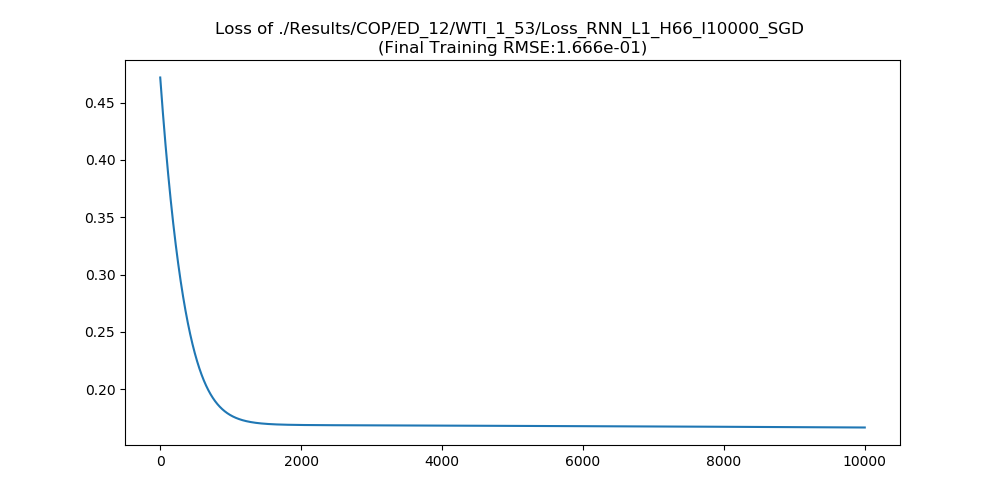 Loss of ./Results/COP/ED_12/WTI_1_53/Loss_RNN_L1_H66_I10000_SGD
(Final Training RMSE:1.666e-01)
0.45
0.40
0.35
0.30
0.25
0.20
0 2000 4000 6000 8000 10000